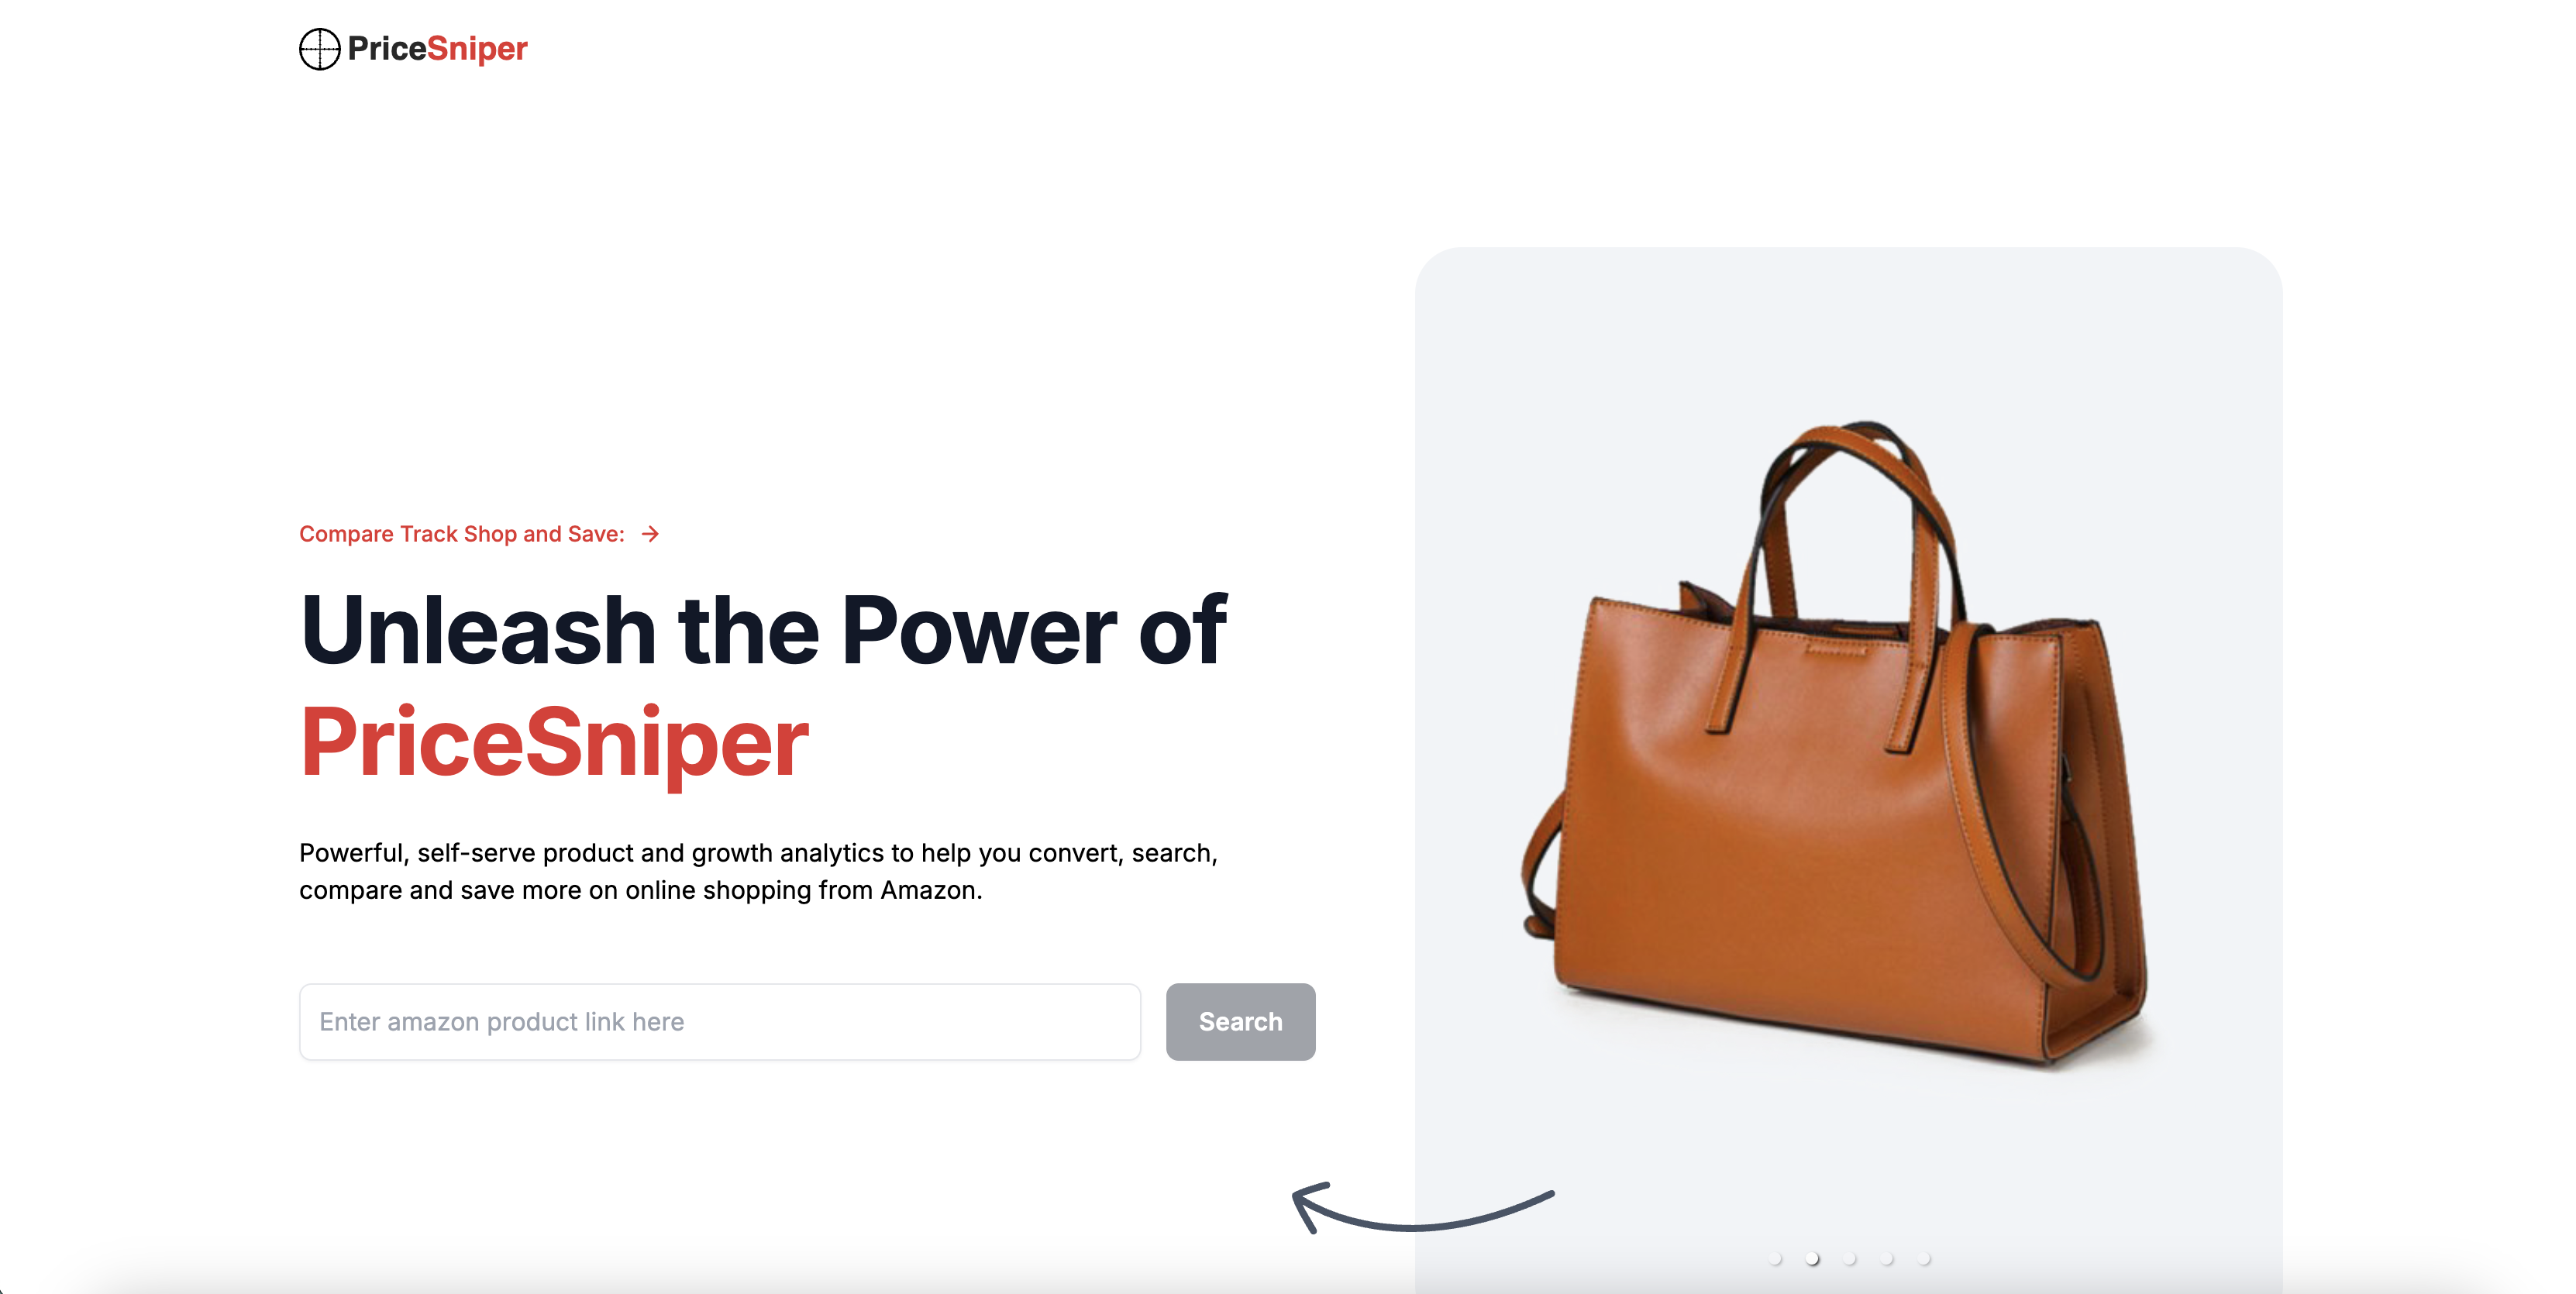 PriceSniper
Compare Track Shop and Save:
Unleash the Power of
PriceSniper
Powerful, self-serve product and growth analytics to help you convert, search,
compare and save more on online shopping from Amazon.
Enter amazon product link here
Search